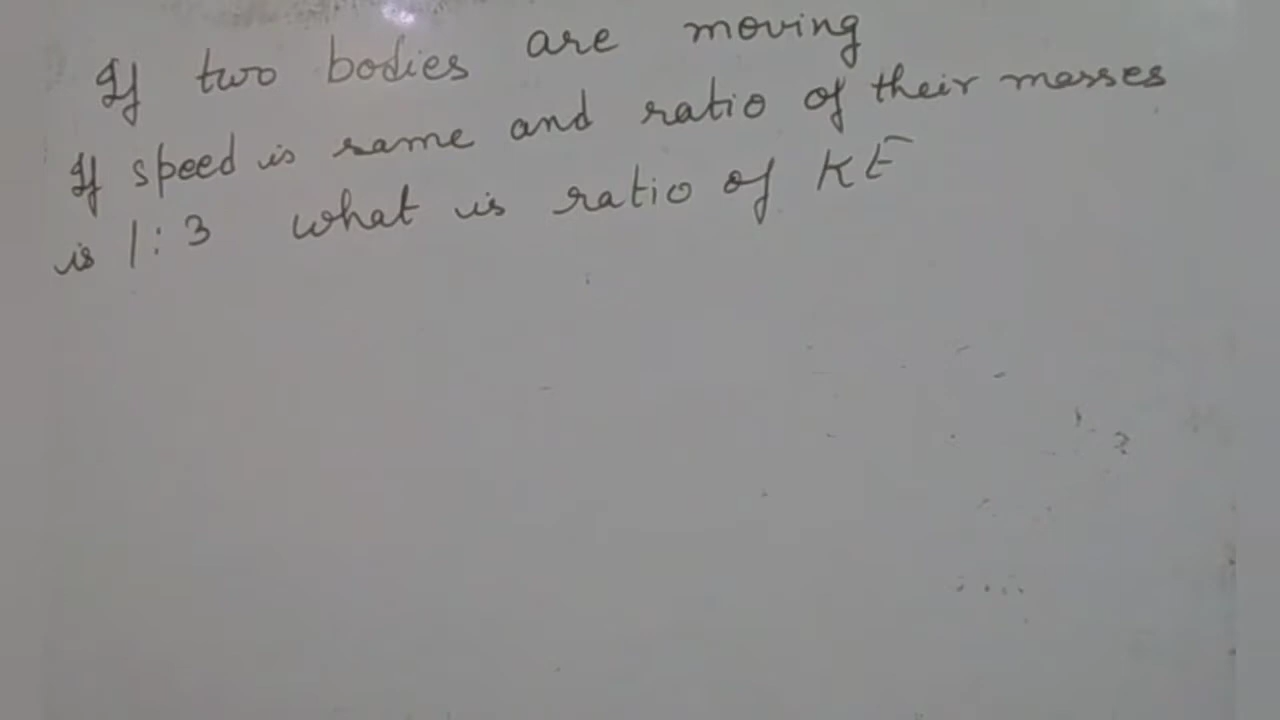 If two bodies are moving
If speed is same and ratio of their masses
is 1:3 what is ratio of KE